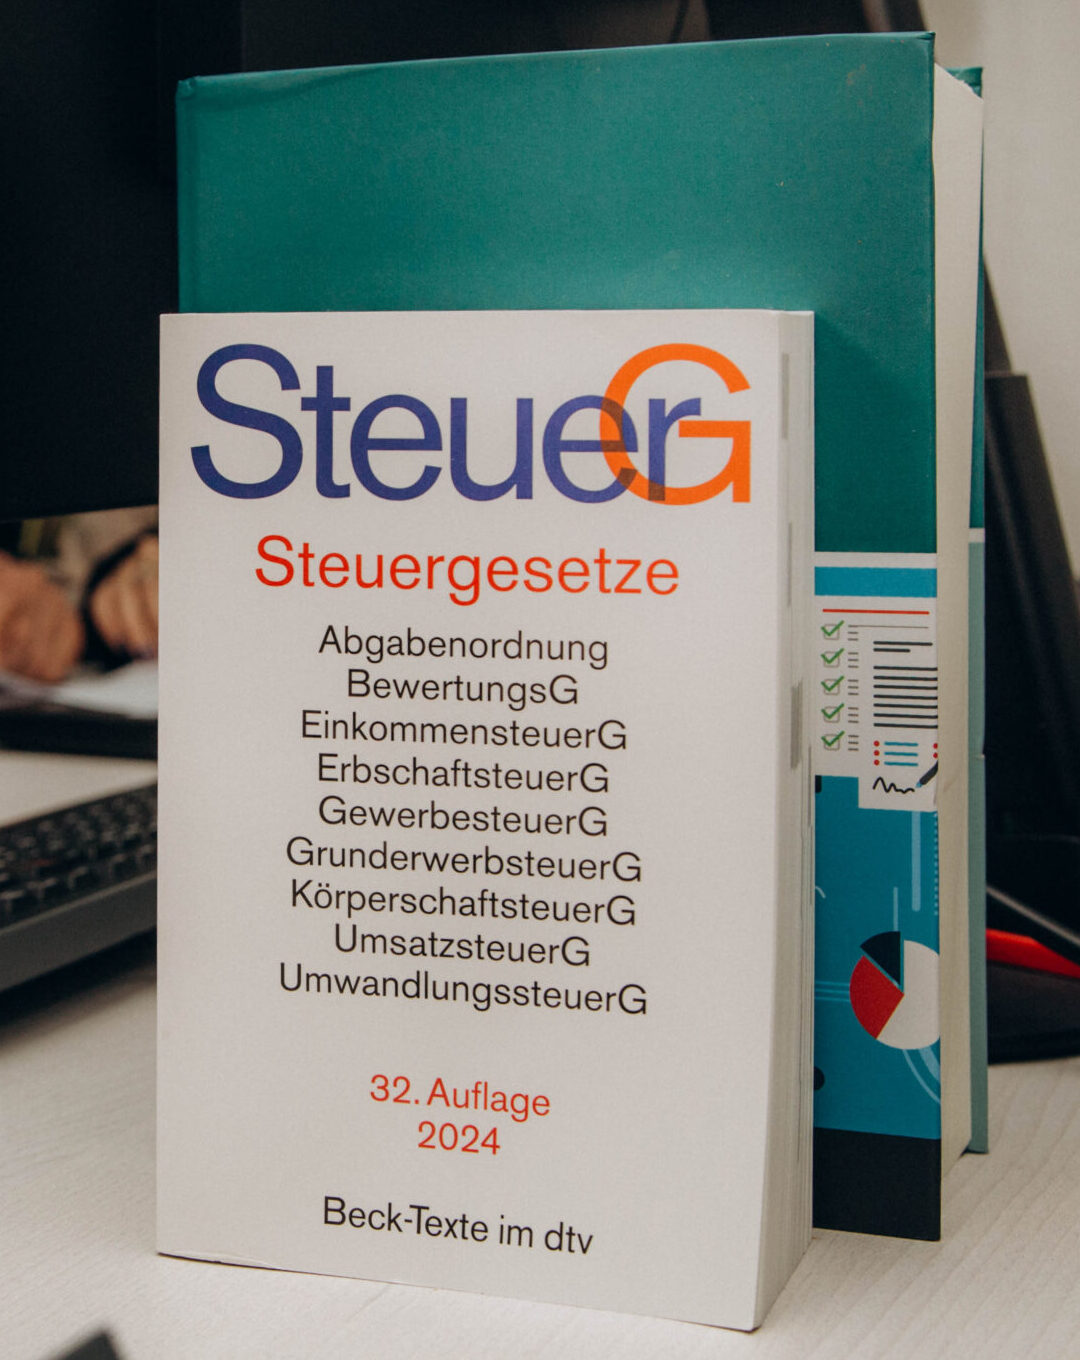 SteuerG
Steuergesetze
Abgabenordnung
BewertungsG
EinkommensteuerG
ErbschaftsteuerG
GewerbesteuerG
GrunderwerbsteuerG
KörperschaftsteuerG
UmsatzsteuerG
UmwandlungssteuerG
32. Auflage
2024
Beck-Texte im dtv